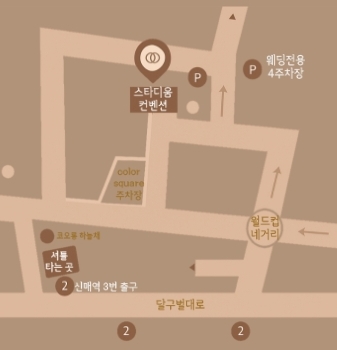 P
P
웨딩전용
4주차장
스타디움
컨벤션
color
square
주차장
월드컵
네거리
코오롱 하늘채
셔틀
타는 곳
2 신매역 3번 출구
달구벌대로
2
2